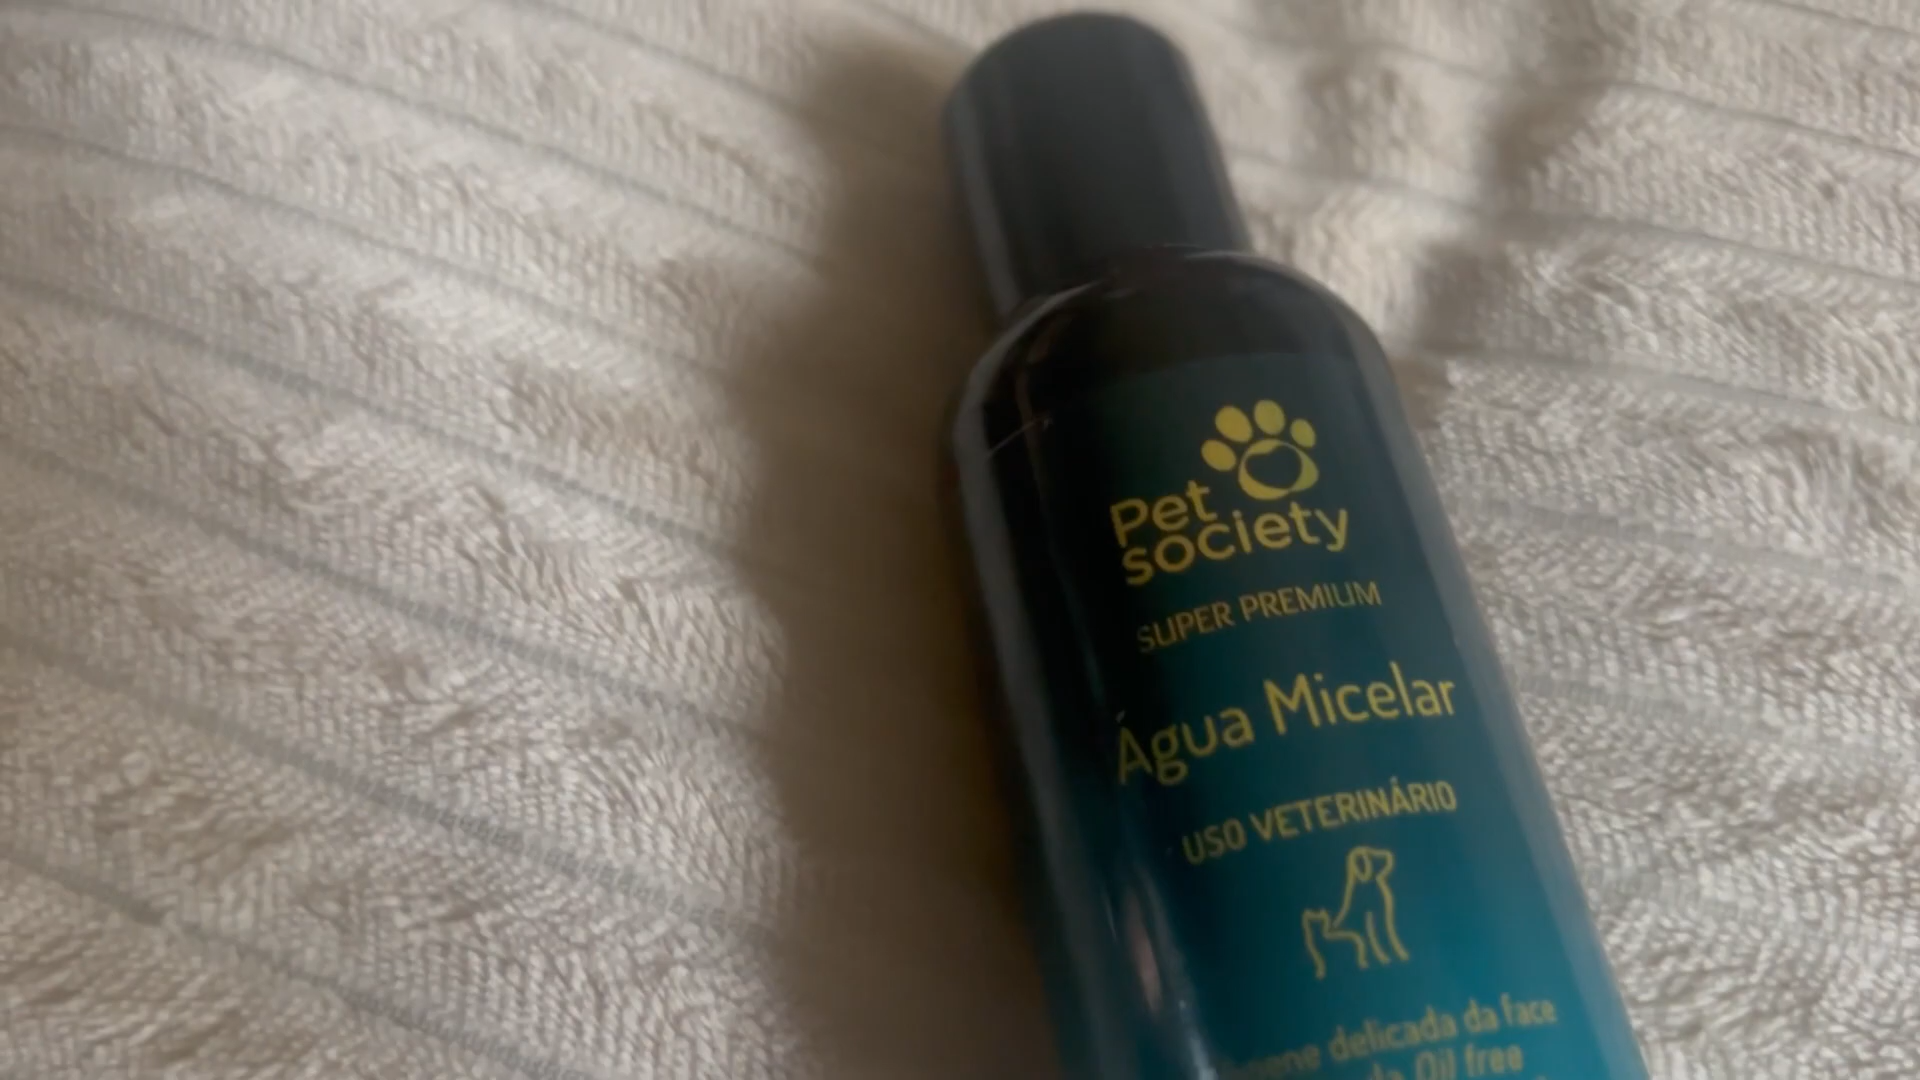 Pet
society
SUPER PREMIUM
Água Micelar
USO VETERINÁRIO
delicada da face
Oil free